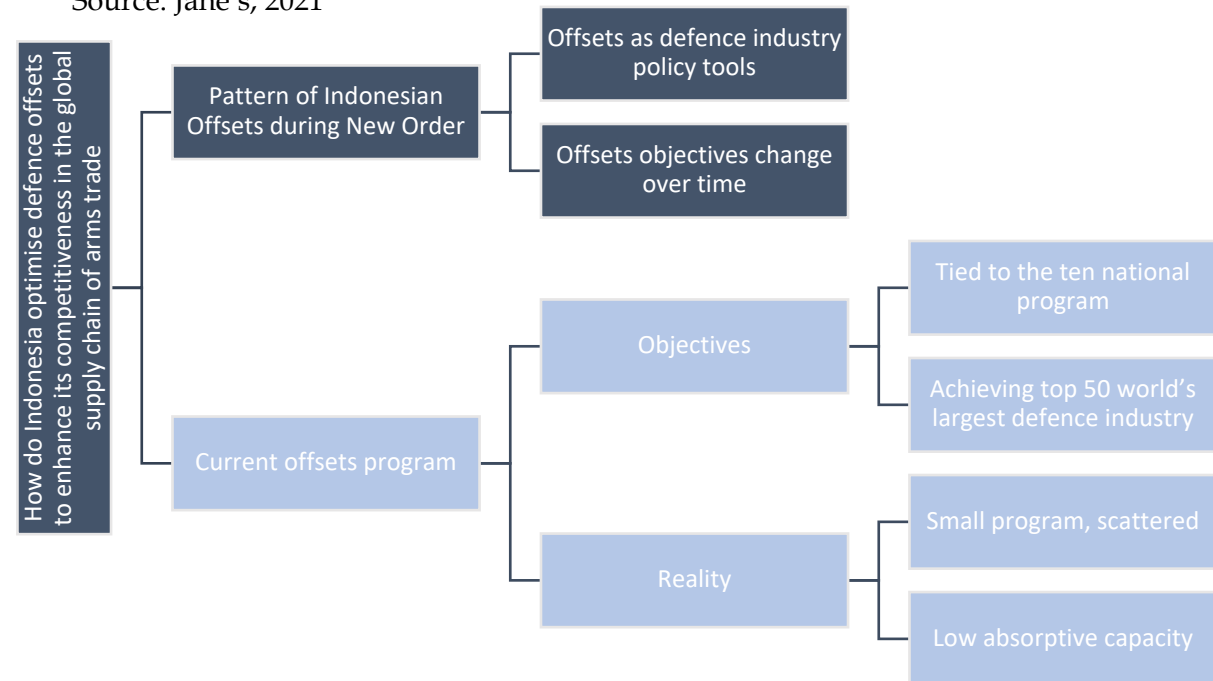 Source: Jane's, 2021
How do Indonesia optimise defence offsets
to enhance its competitiveness in the global
supply chain of arms trade
Pattern of Indonesian
Offsets during New Order
Offsets as defence industry
policy tools
Offsets objectives change
over time
Current offsets program
Objectives
Tied to the ten national
program
Achieving top 50 world's
largest defence industry
Reality
Small program, scattered
Low absorptive capacity